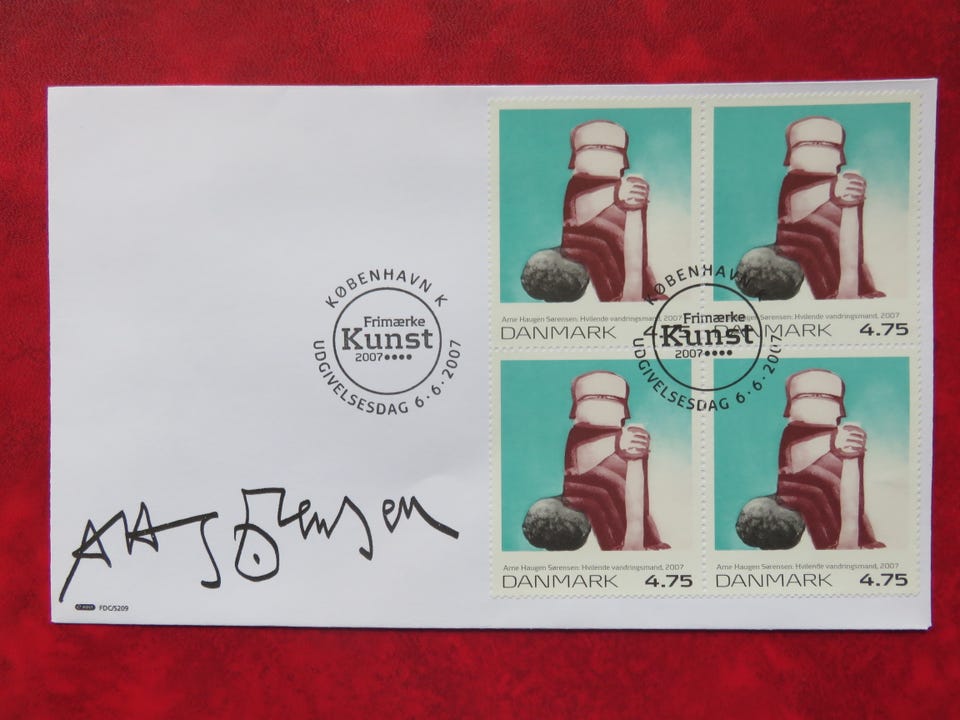 KØBENHAVN K
Frimærke
Kunst
2007••••
UDGIVELSESDAG 6·6·2007
AHA Sørensen
FDC/5209
Arne Haugen Sørensen: Hvilende vandringsmand, 2007
DANMARK 4.75
Haugen Sørensen: Hvilende vandringsmand, 2007
DANMARK 4.75
KØBENHAVN K
Frimærke
Kunst
2007••••
UDGIVELSESDAG 6·6·2007
Arne Haugen Sørensen: Hvilende vandringsmand, 2007
DANMARK 4.75
Arne Haugen Sørensen: Hvilende vandringsmand, 2007
DANMARK 4.75